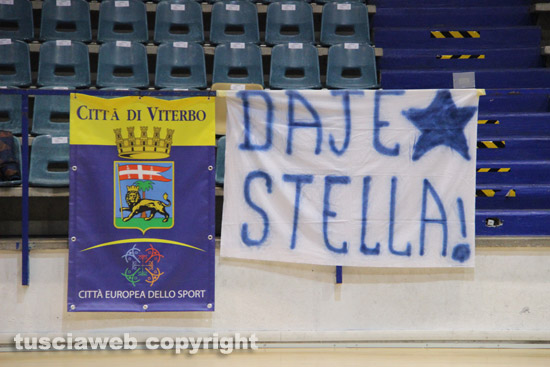 CITTÀ DI VITERBO
CITTÀ EUROPEA DELLO SPORT
DAJE
STELLA!
tusciaweb copyright